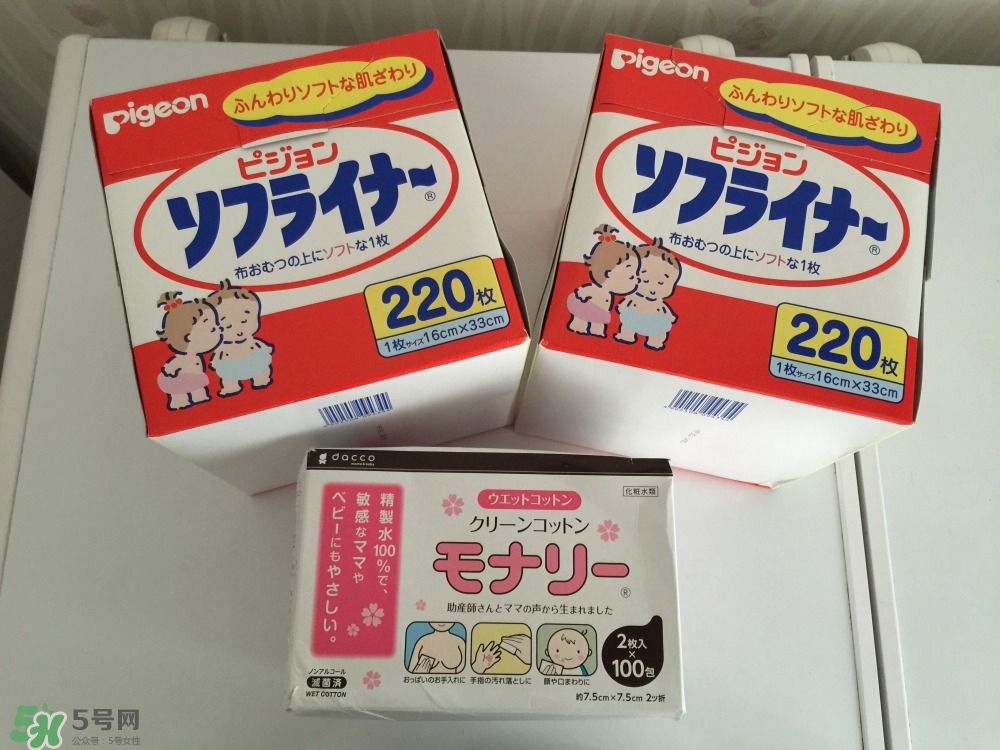 Pigeon
ふんわりソフトな肌ざわり
ピジョン
ソフライナー®
布おむつの上にソフトな1枚
220枚
1枚サイズ16cm×33cm
Pigeon
ふんわりソフトな肌ざわり
ピジョン
ソフライナー®
布おむつの上にソフトな1枚
220枚
1枚サイズ16cm×33cm
dacco
mama & baby
化粧水類
ウエットコットン
クリーンコットン
モナリー®
助産師さんとママの声から生まれました
精製水100%で、
敏感なママや
ベビーにもやさしい。
おっぱいのお手入れに
手指の汚れ落としに
顔や口まわりに
2枚入
×
100包
ノンアルコール
滅菌済
WET COTTON
約7.5cm×7.5cm 2ツ折
5号网
公众号：5号女性